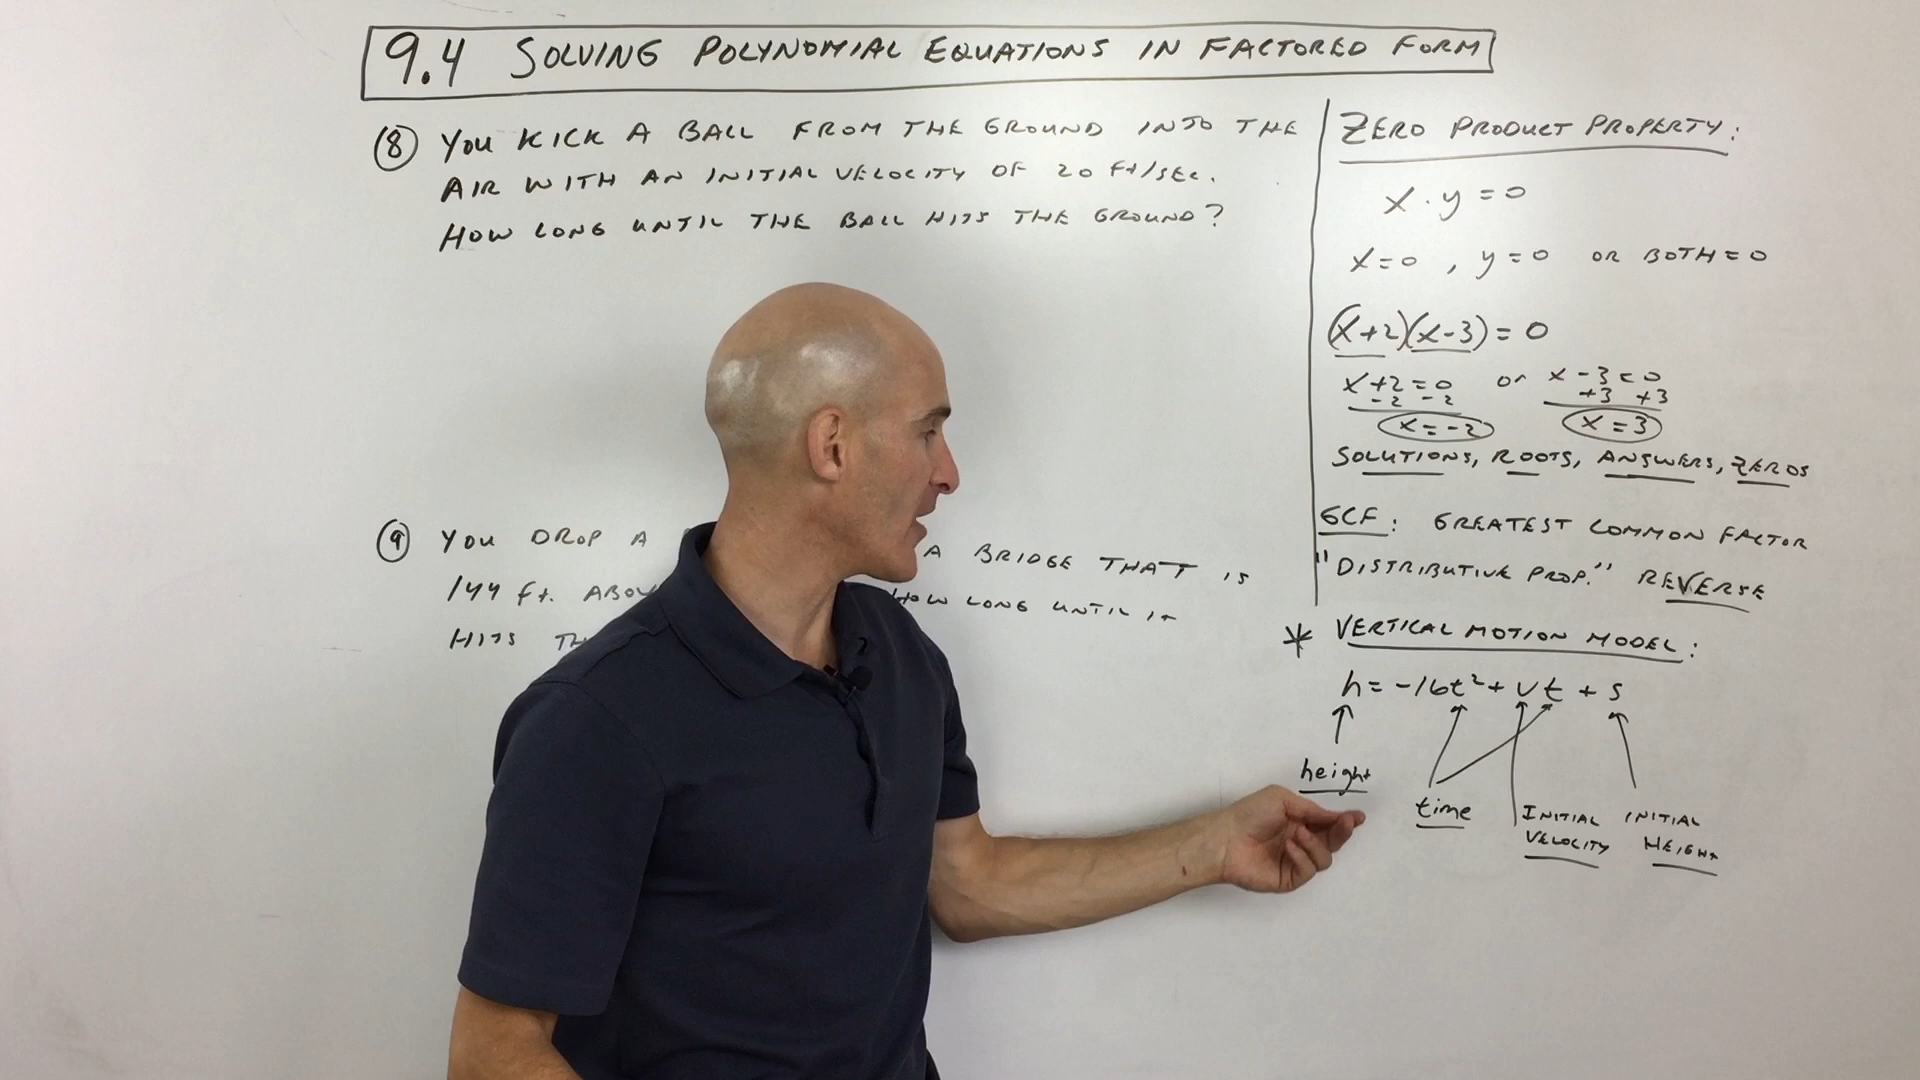 9.4 SOLVING POLYNOMIAL EQUATIONS IN FACTORED FORM
(8) YOU KICK A BALL FROM THE GROUND INTO THE
AIR WITH AN INITIAL VELOCITY OF 20 Ft/SEC.
HOW LONG UNTIL THE BALL HITS THE GROUND?
(9) YOU DROP A A BRIDGE THAT IS
144 ft. HOW LONG UNTIL It
HITS
ZERO PRODUCT PROPERTY:
x · y = 0
x = 0 , y = 0 OR BOTH = 0
(x+2)(x-3) = 0
x+2=0 or x-3=0
-2 -2 +3 +3
x = -2 x = 3
SOLUTIONS, ROOTS, ANSWERS, ZEROS
GCF: GREATEST COMMON FACTOR
"DISTRIBUTIVE PROP." REVERSE
* VERTICAL MOTION MODEL:
h = -16t² + vt + s
height
time INITIAL INITIAL
VELOCITY HEIGHt